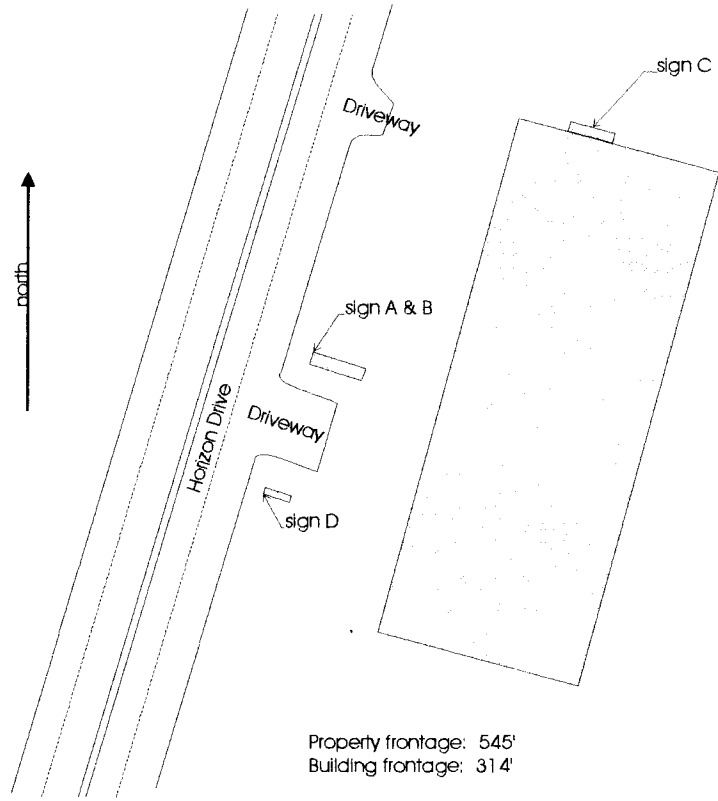 sign C
Driveway
north
sign A & B
Horizon Drive
Driveway
sign D
Property frontage: 545'
Building frontage: 314'